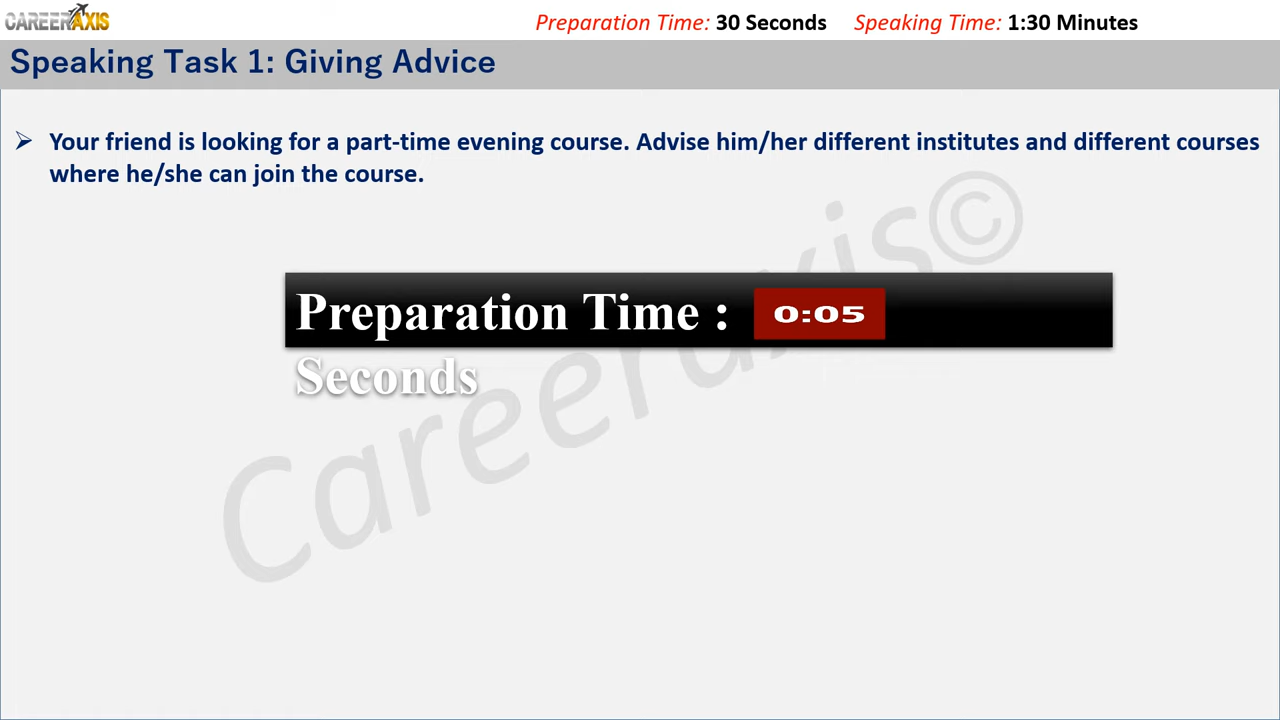 CAREERAXIS
Preparation Time: 30 Seconds Speaking Time: 1:30 Minutes
Speaking Task 1: Giving Advice
Your friend is looking for a part-time evening course. Advise him/her different institutes and different courses
where he/she can join the course.
Preparation Time : 0:05
Seconds
Careeraxis©